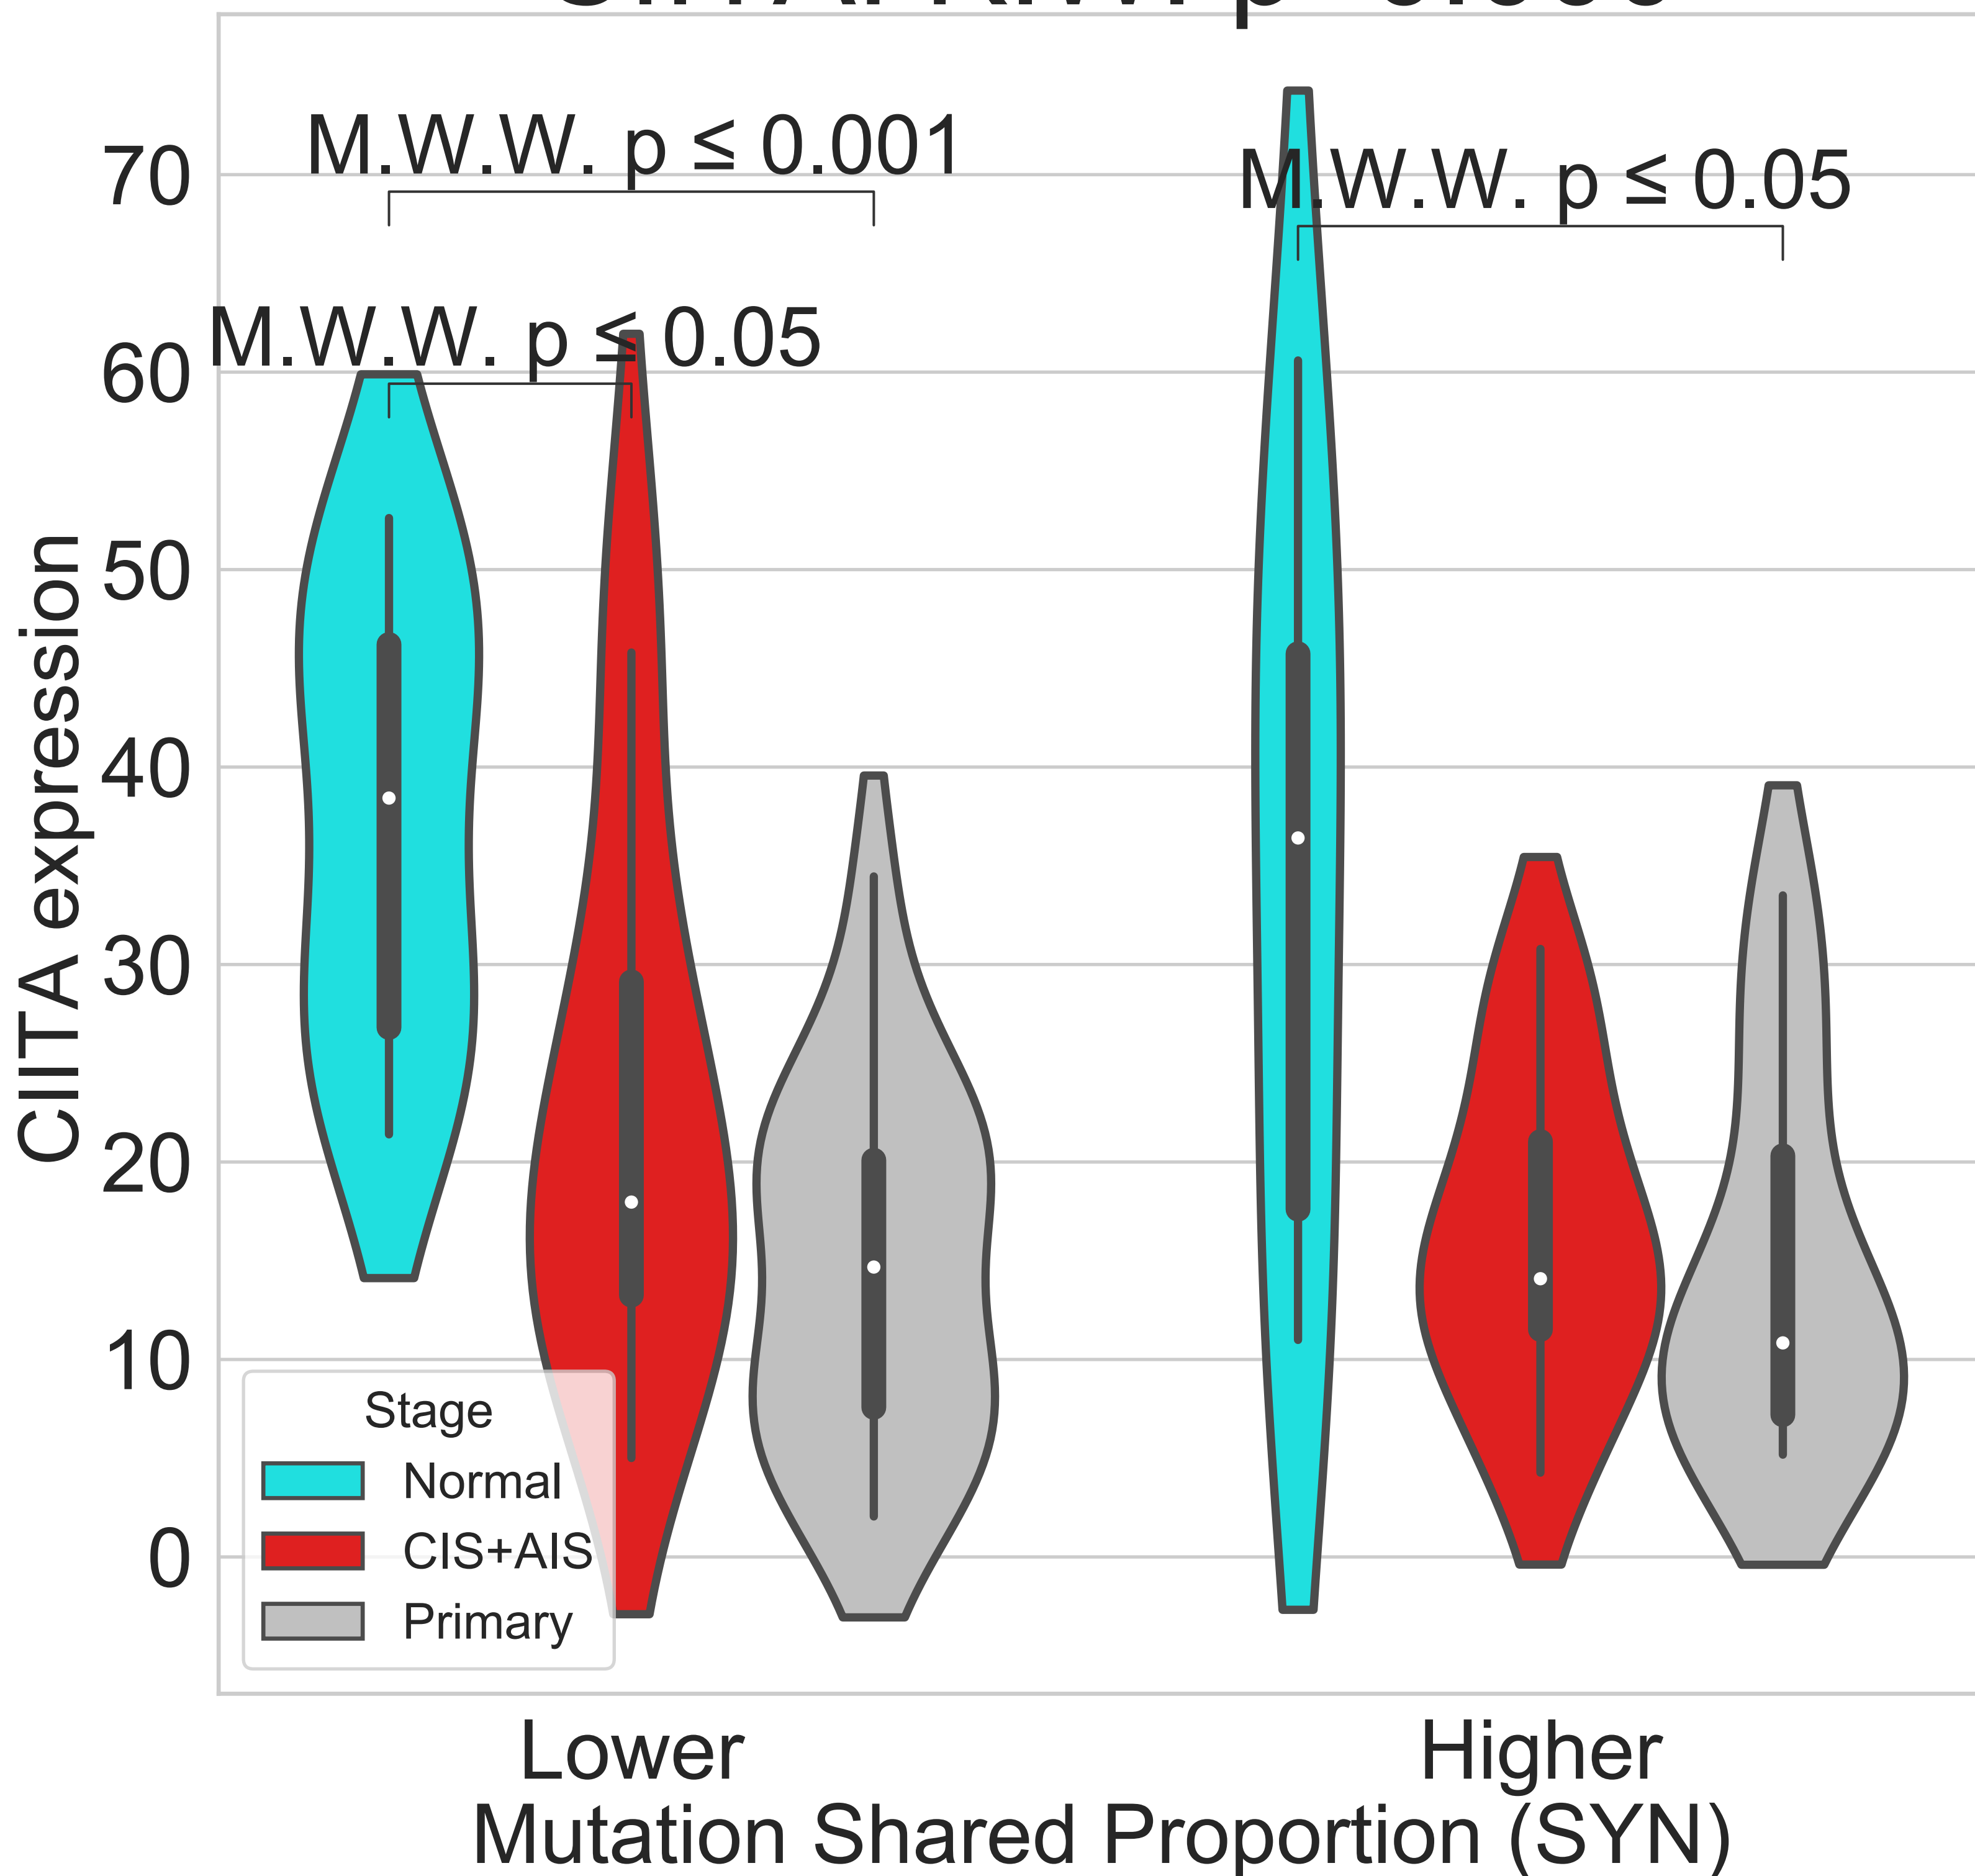 M.W.W. p ≤ 0.001
M.W.W. p ≤ 0.05
M.W.W. p ≤ 0.05
CIITA expression
70
60
50
40
30
20
10
0
Stage
Normal
CIS+AIS
Primary
Lower
Higher
Mutation Shared Proportion (SYN)